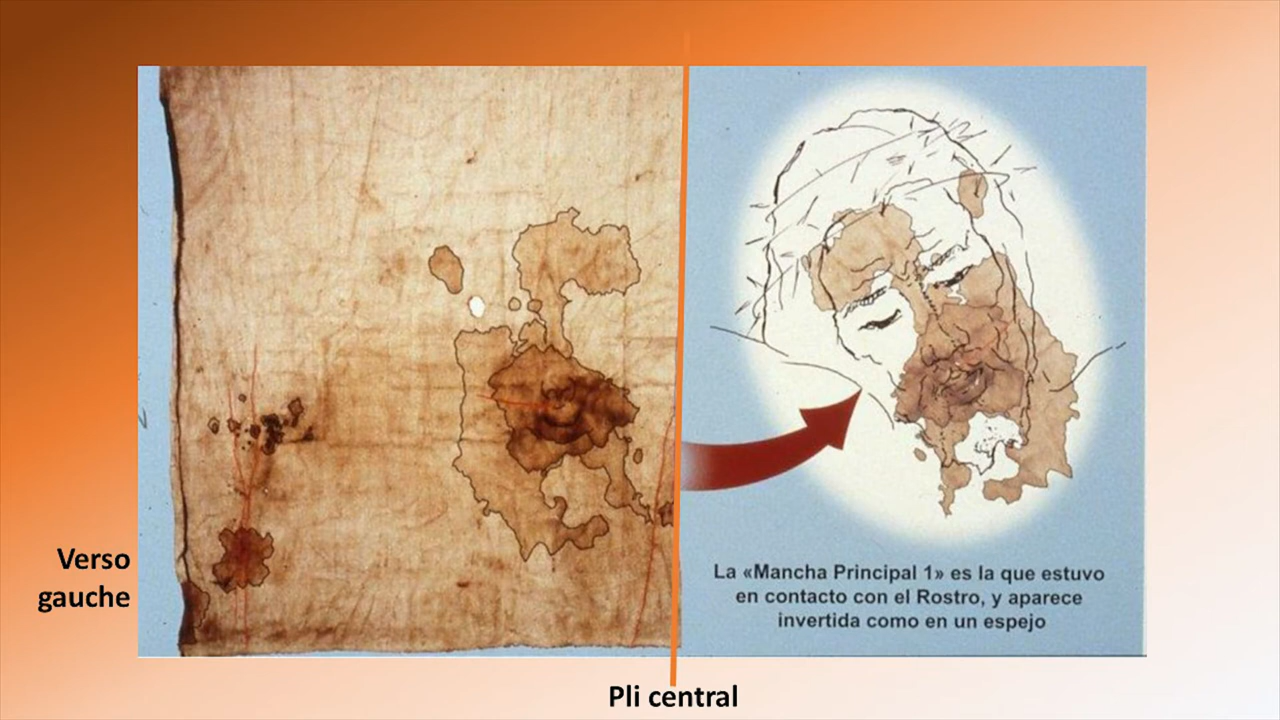 Verso
gauche
La «Mancha Principal 1» es la que estuvo
en contacto con el Rostro, y aparece
invertida como en un espejo
Pli central